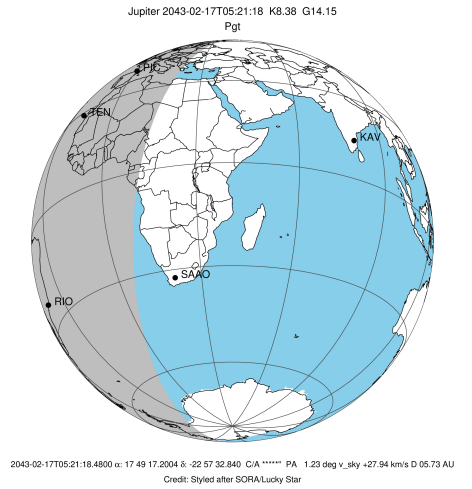 Jupiter 2043-02-17T05:21:18 K8.38 G14.15
Pgt
PIC
TEN
KAV
SAAO
RIO
2043-02-17T05:21:18.4800 α: 17 49 17.2004 δ: -22 57 32.840 C/A *****" PA 1.23 deg v_sky +27.94 km/s D 05.73 AU
Credit: Styled after SORA/Lucky Star